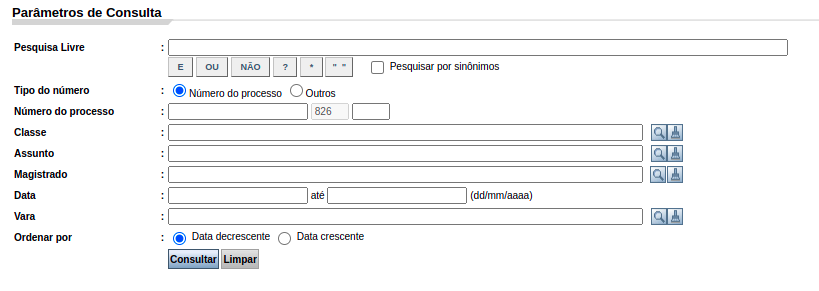 Parâmetros de Consulta
Pesquisa Livre :
E OU NÃO ? * " " Pesquisar por sinônimos
Tipo do número : Número do processo Outros
Número do processo : 826
Classe :
Assunto :
Magistrado :
Data : até (dd/mm/aaaa)
Vara :
Ordenar por : Data decrescente Data crescente
Consultar Limpar